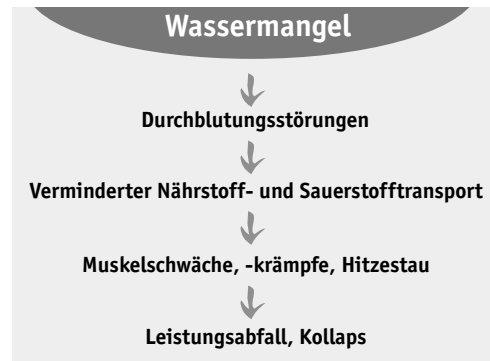 Wassermangel
Durchblutungsstörungen
Verminderter Nährstoff- und Sauerstofftransport
Muskelschwäche, -krämpfe, Hitzestau
Leistungsabfall, Kollaps